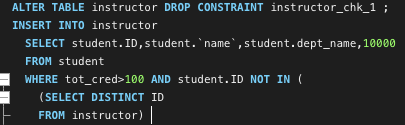 ALTER TABLE instructor DROP CONSTRAINT instructor_chk_1 ;
INSERT INTO instructor
SELECT student.ID,student.`name`,student.dept_name,10000
FROM student
WHERE tot_cred>100 AND student.ID NOT IN (
(SELECT DISTINCT ID
FROM instructor)